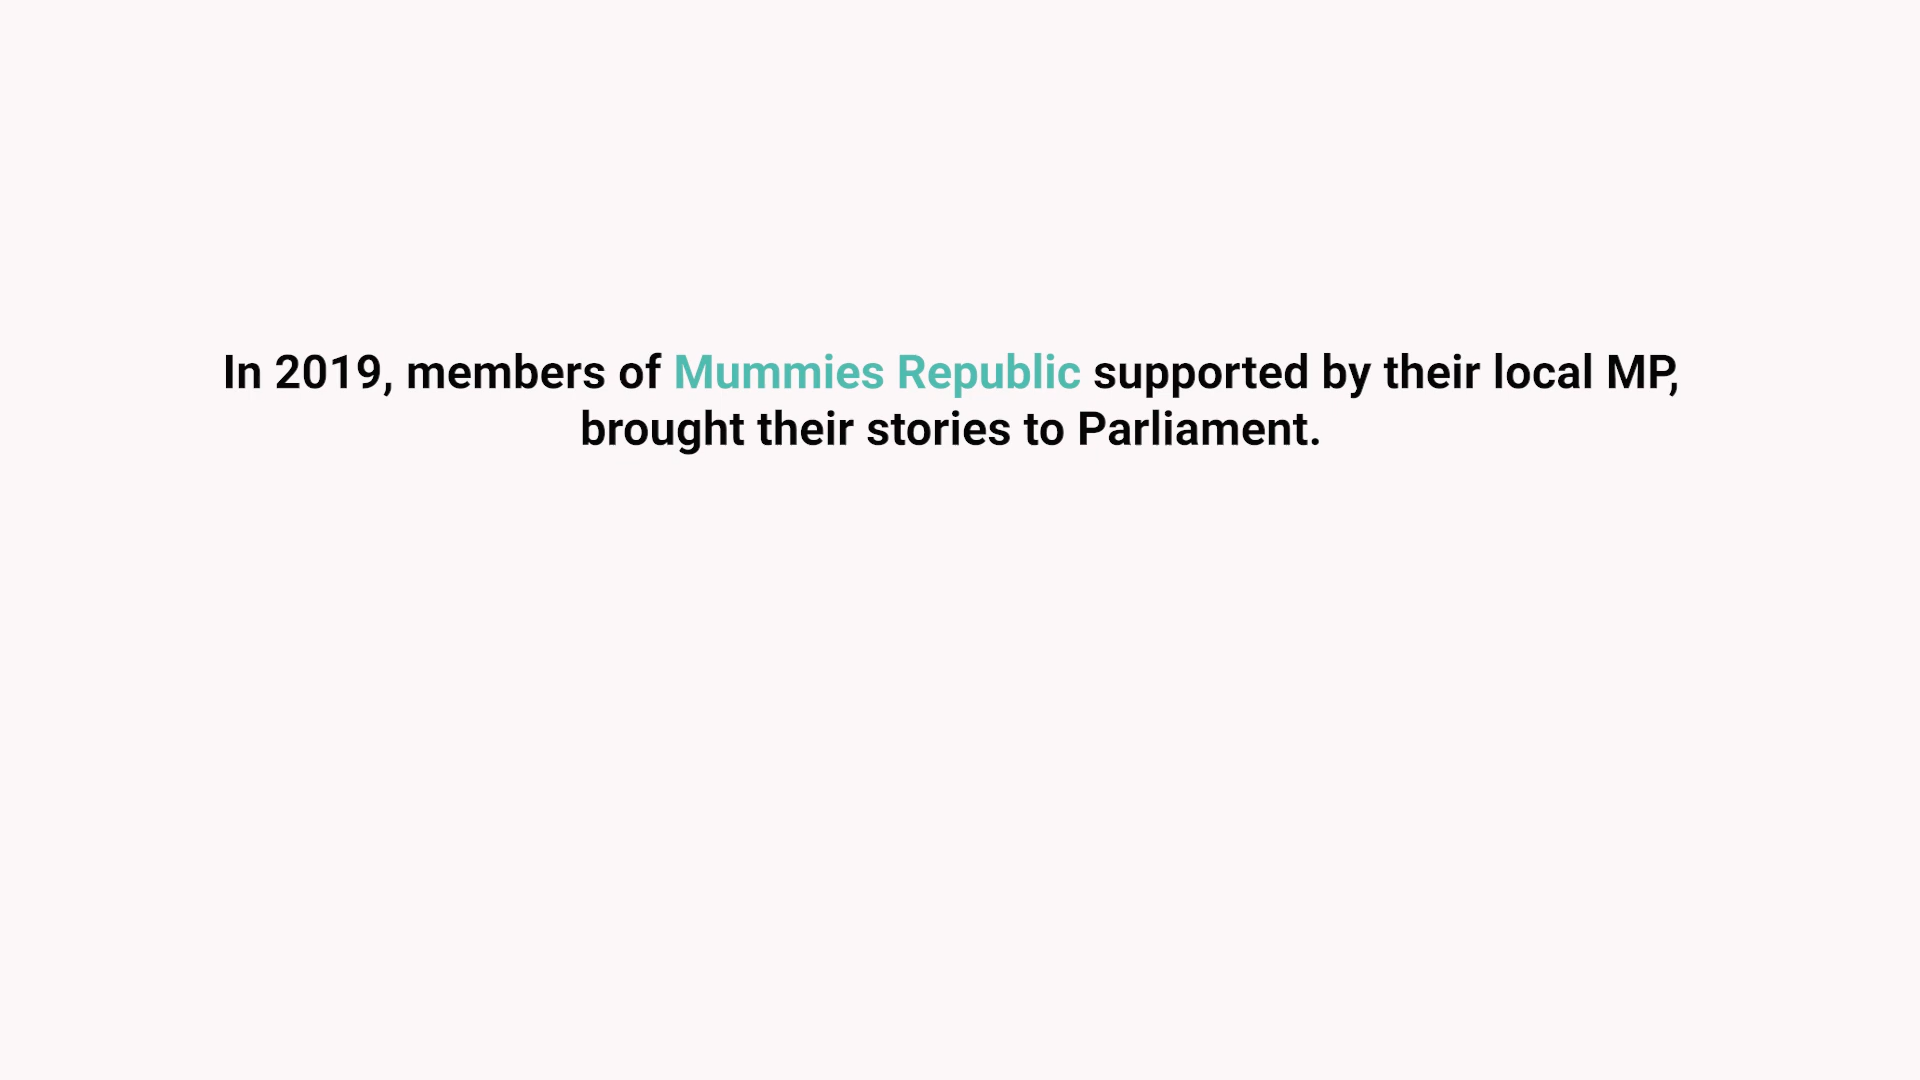 In 2019, members of Mummies Republic supported by their local MP,
brought their stories to Parliament.